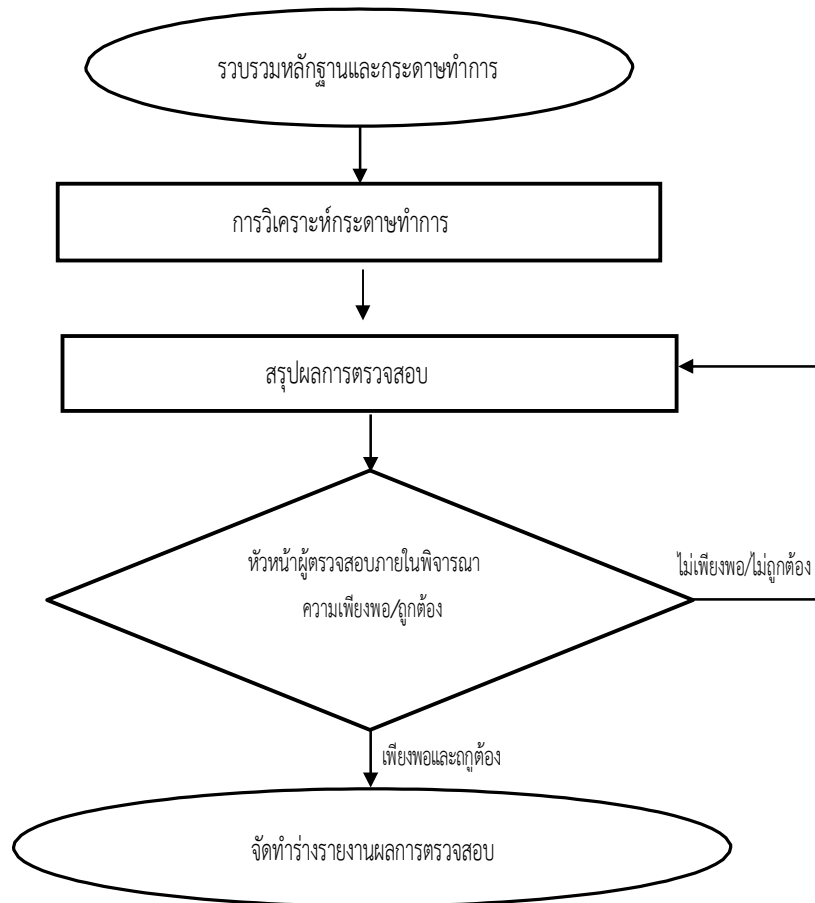 รวบรวมหลักฐานและกระดาษทำการ
การวิเคราะห์กระดาษทำการ
สรุปผลการตรวจสอบ
หัวหน้าผู้ตรวจสอบภายในพิจารณา
ความเพียงพอ/ถูกต้อง
ไม่เพียงพอ/ไม่ถูกต้อง
เพียงพอและถกูต้อง
จัดทำร่างรายงานผลการตรวจสอบ